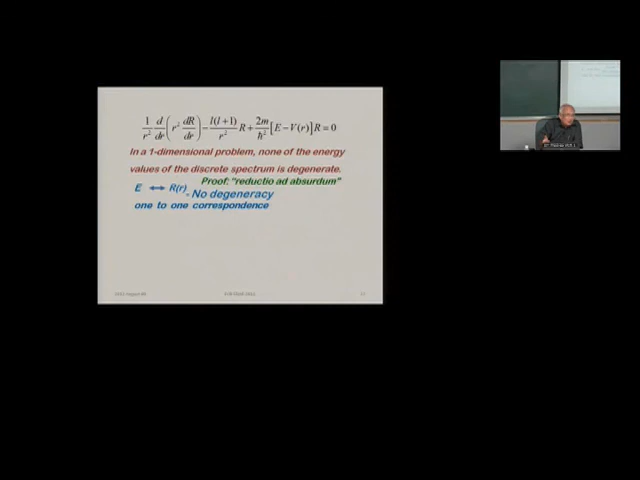 1/r² d/dr (r² dR/dr) − l(l+1)/r² R + 2m/ħ² [E − V(r)] R = 0
In a 1-dimensional problem, none of the energy
values of the discrete spectrum is degenerate.
Proof: "reductio ad absurdum"
E ↔ R(r)
- No degeneracy
one to one correspondence